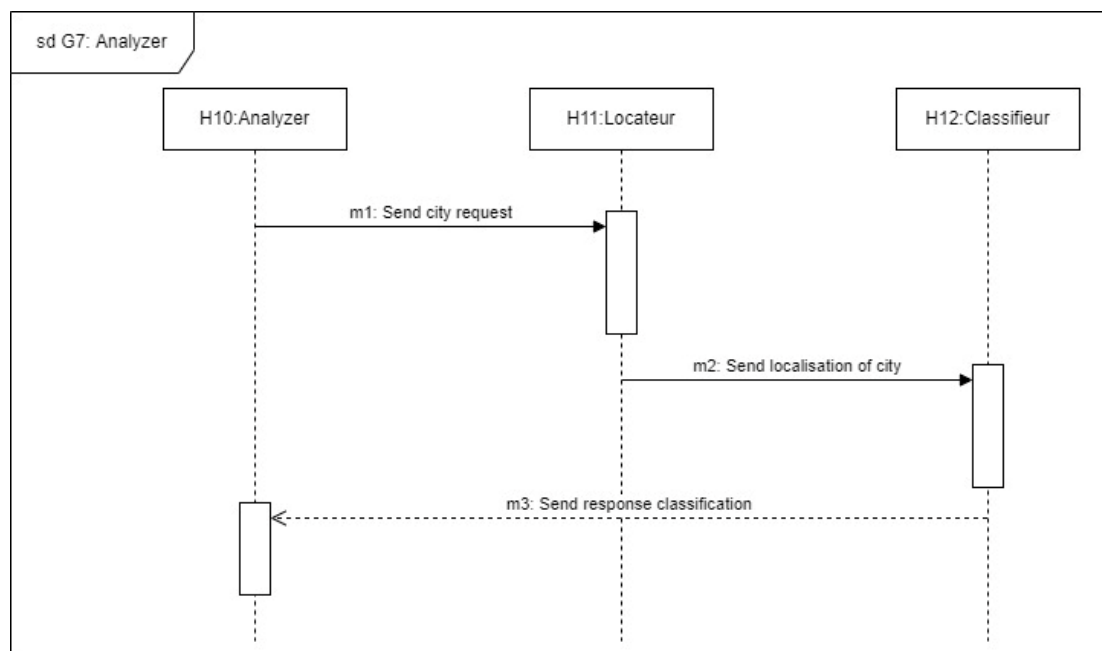 sd G7: Analyzer
H10:Analyzer
H11:Locateur
H12:Classifieur
m1: Send city request
m2: Send localisation of city
m3: Send response classification